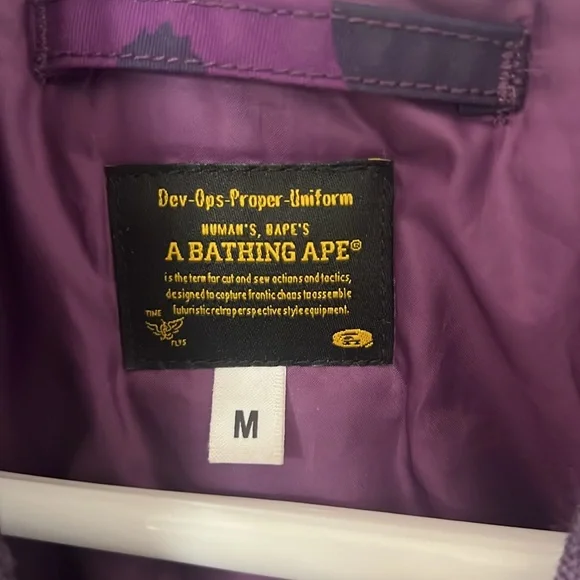 Dev-Ops-Proper-Uniform
HUMAN'S, BAPE'S
A BATHING APE®
is the term for cut and sew actions and tactics,
designed to capture frantic chaos to assemble
futuristic retro perspective style equipment.
TIME
FLYS
M